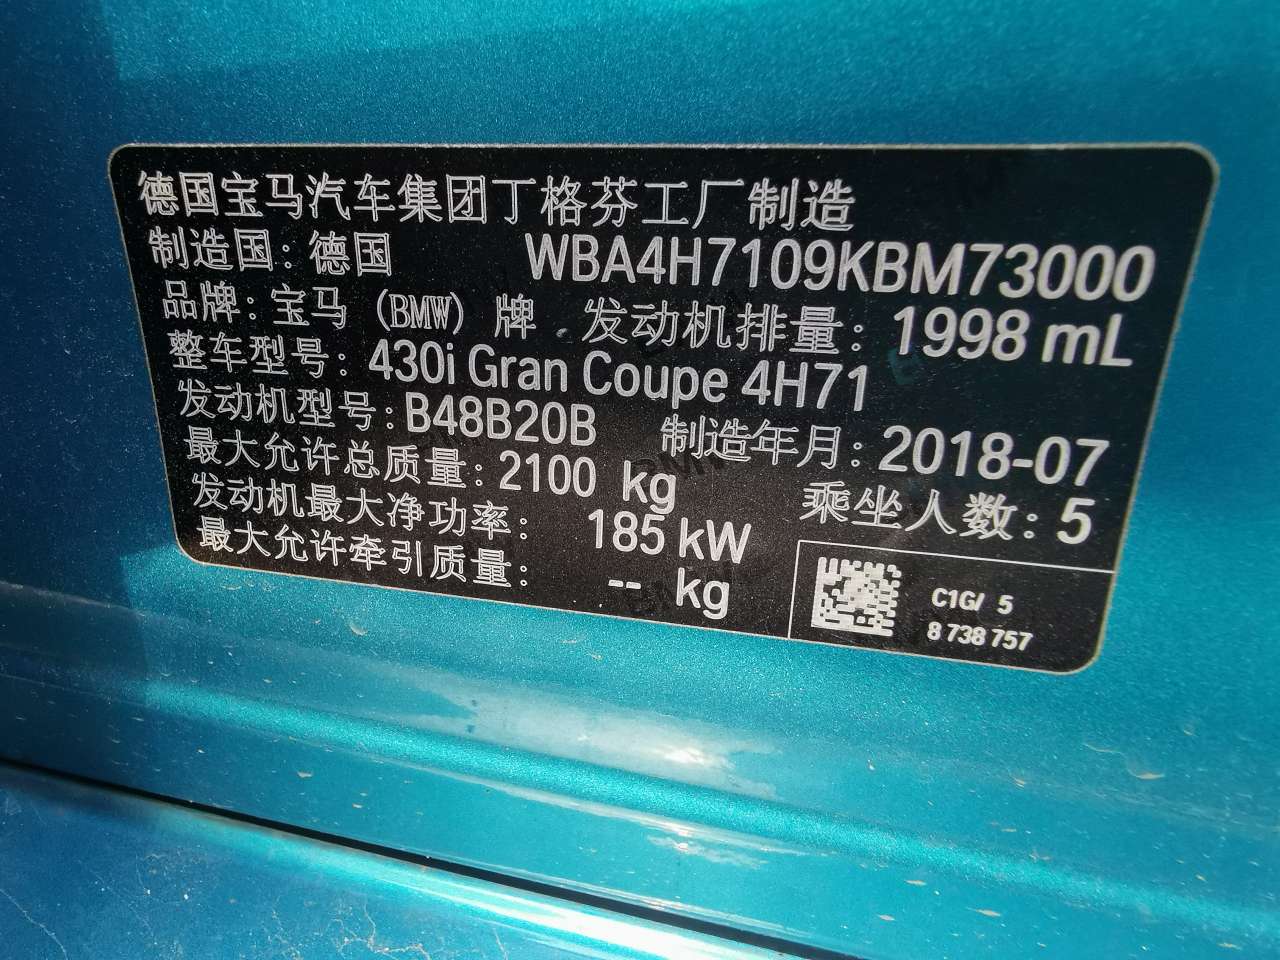 德国宝马汽车集团丁格芬工厂制造
制造国：德国 WBA4H7109KBM73000
品牌：宝马 (BMW) 牌 发动机排量：1998 mL
整车型号：430i Gran Coupe 4H71
发动机型号：B48B20B 制造年月：2018-07
最大允许总质量：2100 kg 乘坐人数：5
发动机最大净功率： 185 kW
最大允许牵引质量： -- kg
C1G/ 5
8 738 757